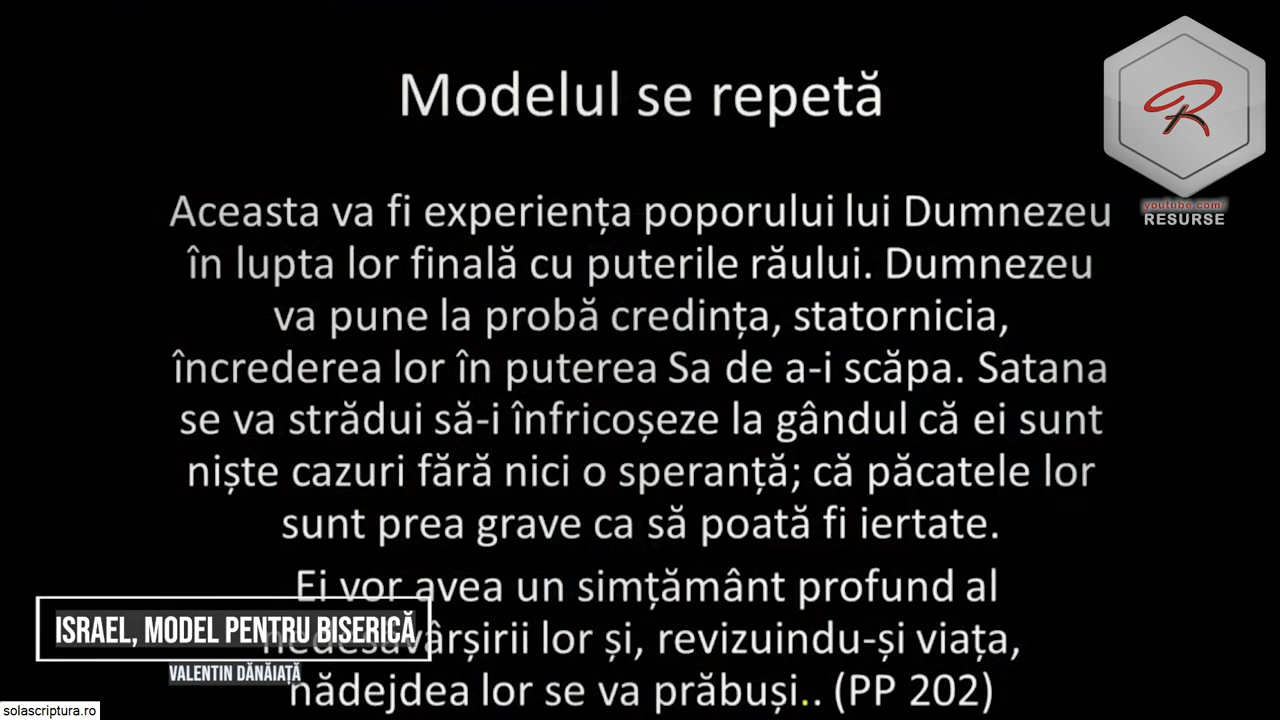 Modelul se repetă
youtube.com/
RESURSE
Aceasta va fi experiența poporului lui Dumnezeu
în lupta lor finală cu puterile răului. Dumnezeu
va pune la probă credința, statornicia,
încrederea lor în puterea Sa de a-i scăpa. Satana
se va strădui să-i înfricoșeze la gândul că ei sunt
niște cazuri fără nici o speranță; că păcatele lor
sunt prea grave ca să poată fi iertate.
Ei vor avea un simțământ profund al
nedesăvârșirii lor și, revizuindu-și viața,
nădejdea lor se va prăbuși.. (PP 202)
ISRAEL, MODEL PENTRU BISERICĂ
VALENTIN DĂNĂIAȚĂ
solascriptura.ro